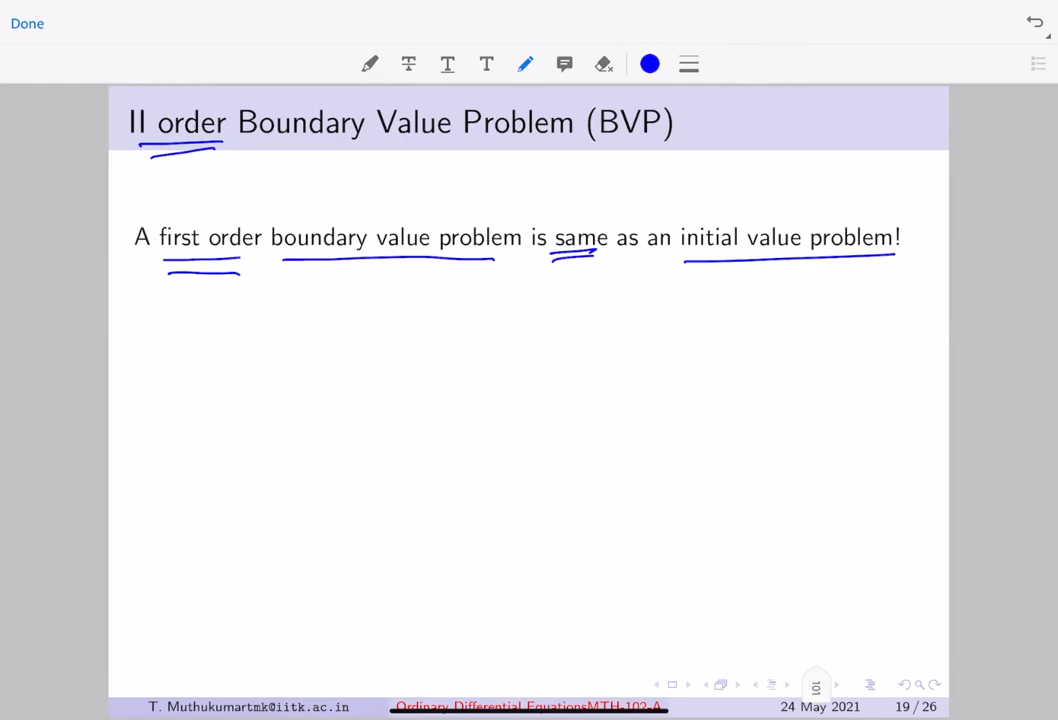 Done
II order Boundary Value Problem (BVP)
A first order boundary value problem is same as an initial value problem!
101
T. Muthukumartmk@iitk.ac.in Ordinary Differential EquationsMTH-102-A 24 May 2021 19 / 26